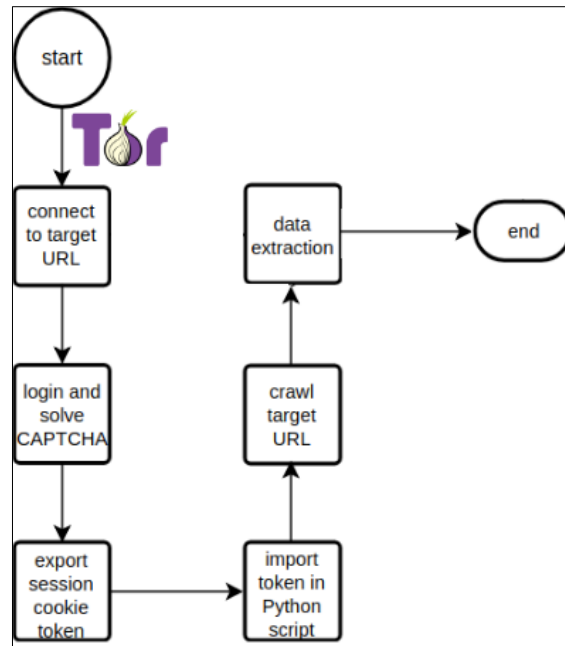 start
Tor
connect
to target
URL
login and
solve
CAPTCHA
export
session
cookie
token
import
token in
Python
script
crawl
target
URL
data
extraction
end